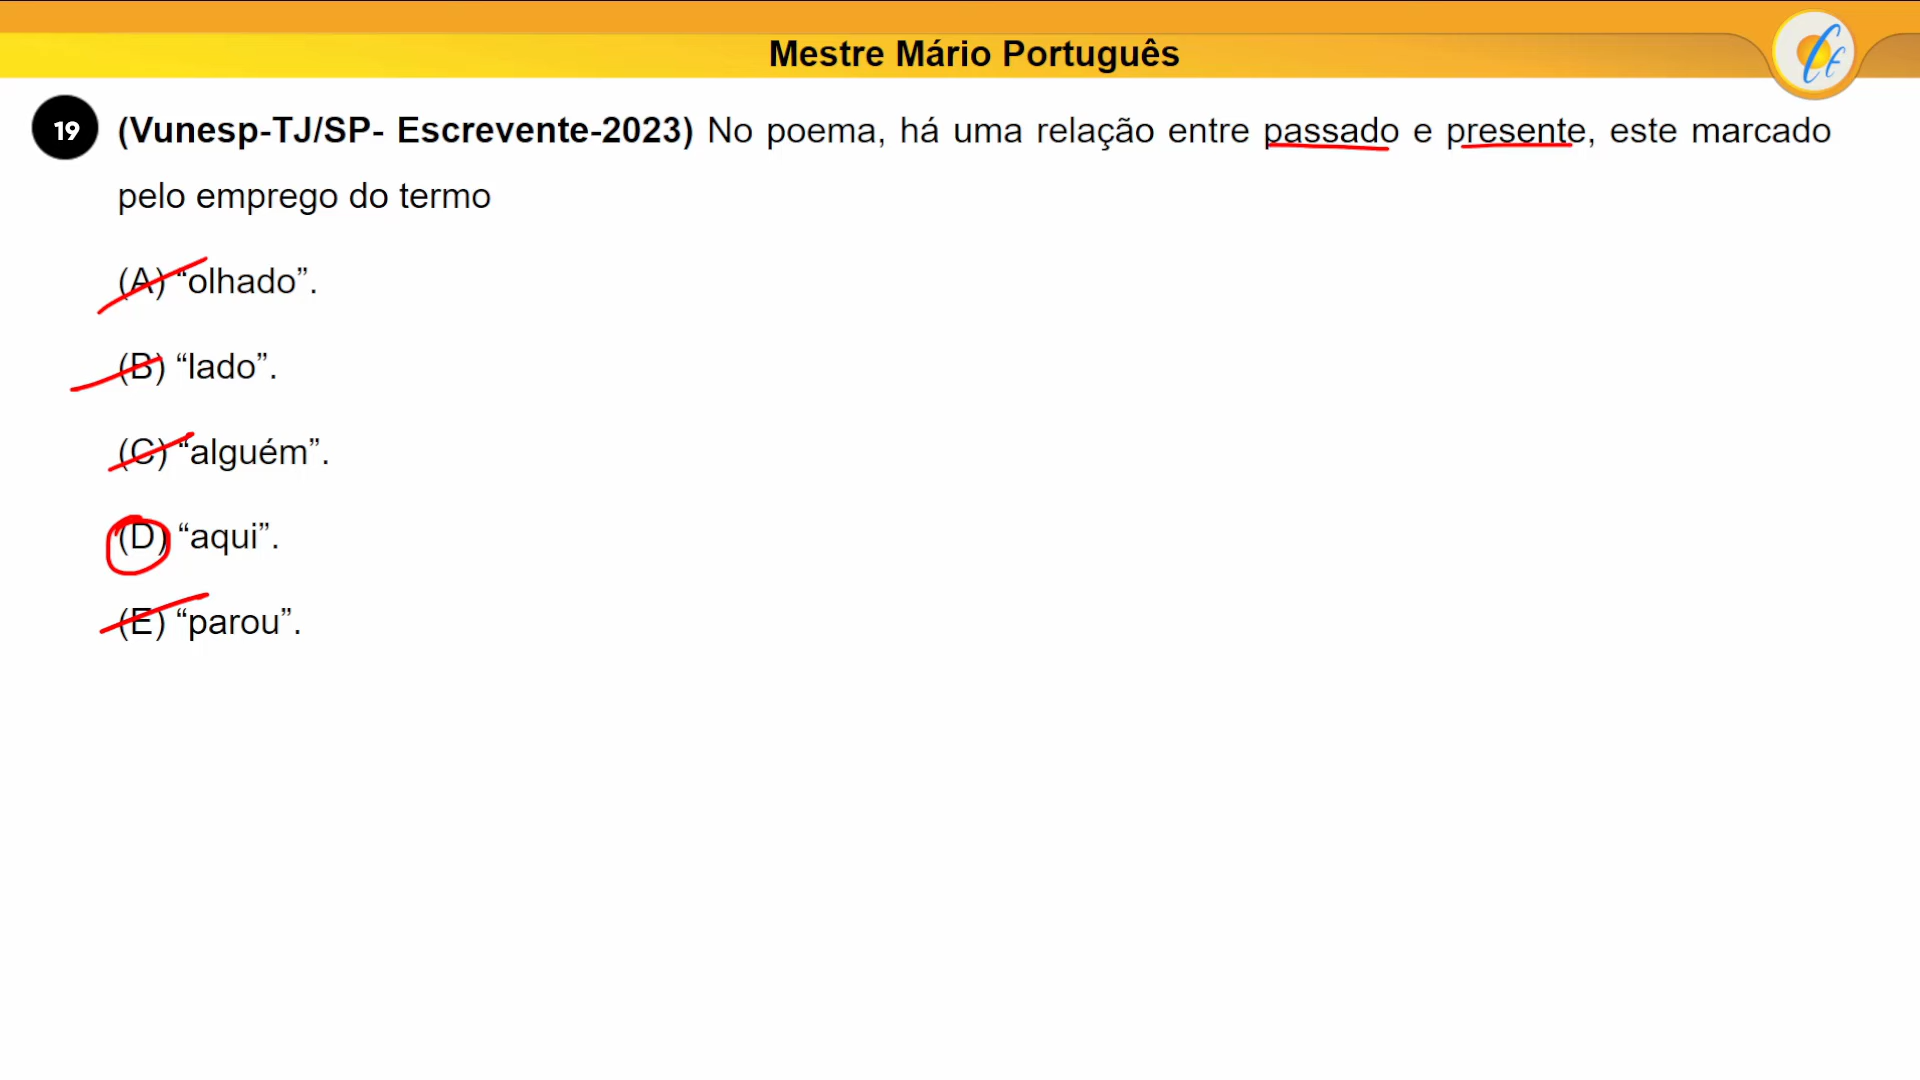 Mestre Mário Português
19
(Vunesp-TJ/SP- Escrevente-2023) No poema, há uma relação entre passado e presente, este marcado
pelo emprego do termo
(A) “olhado”.
(B) “lado”.
(C) “alguém”.
(D) “aqui”.
(E) “parou”.